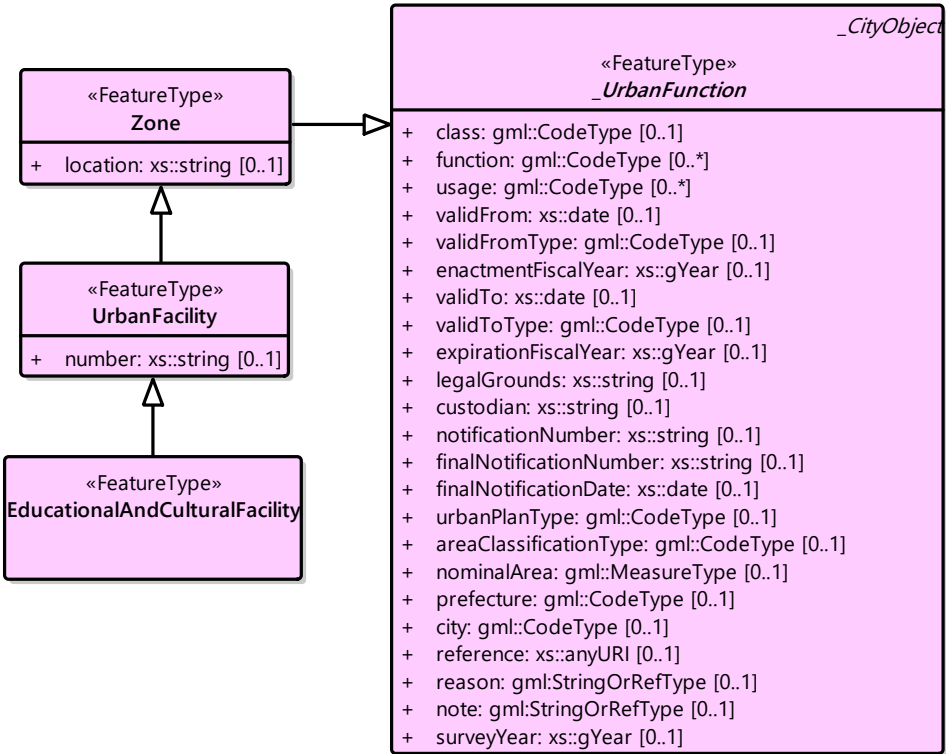 «FeatureType»
Zone
+ location: xs::string [0..1]
«FeatureType»
UrbanFacility
+ number: xs::string [0..1]
«FeatureType»
EducationalAndCulturalFacility
_CityObject
«FeatureType»
_UrbanFunction
+ class: gml::CodeType [0..1]
+ function: gml::CodeType [0..*]
+ usage: gml::CodeType [0..*]
+ validFrom: xs::date [0..1]
+ validFromType: gml::CodeType [0..1]
+ enactmentFiscalYear: xs::gYear [0..1]
+ validTo: xs::date [0..1]
+ validToType: gml::CodeType [0..1]
+ expirationFiscalYear: xs::gYear [0..1]
+ legalGrounds: xs::string [0..1]
+ custodian: xs::string [0..1]
+ notificationNumber: xs::string [0..1]
+ finalNotificationNumber: xs::string [0..1]
+ finalNotificationDate: xs::date [0..1]
+ urbanPlanType: gml::CodeType [0..1]
+ areaClassificationType: gml::CodeType [0..1]
+ nominalArea: gml::MeasureType [0..1]
+ prefecture: gml::CodeType [0..1]
+ city: gml::CodeType [0..1]
+ reference: xs::anyURI [0..1]
+ reason: gml:StringOrRefType [0..1]
+ note: gml:StringOrRefType [0..1]
+ surveyYear: xs::gYear [0..1]